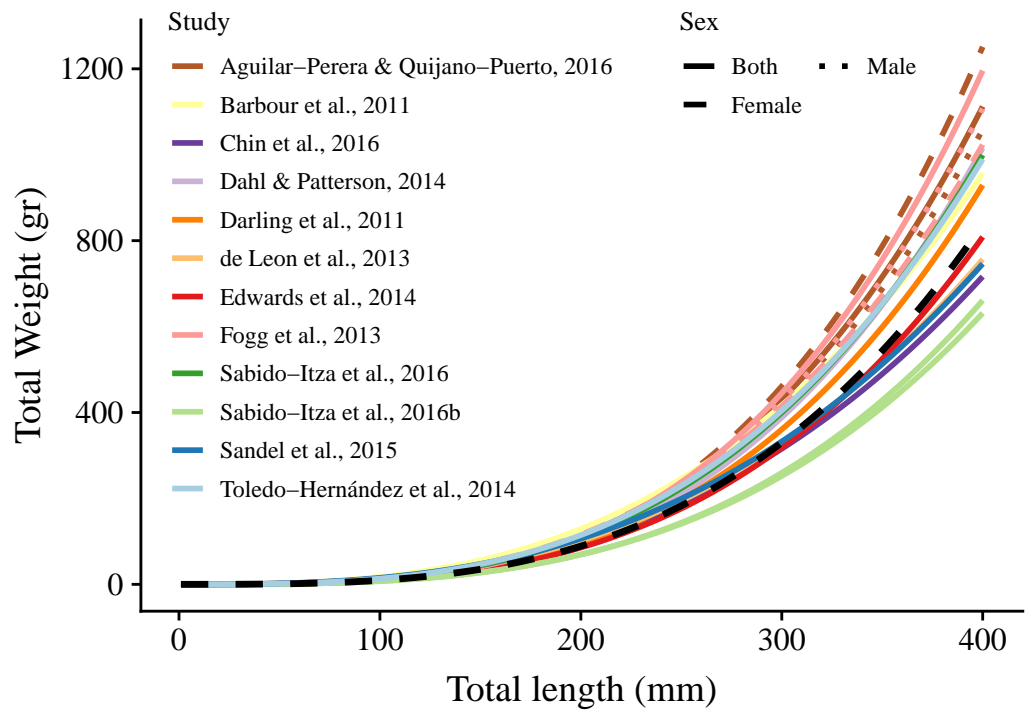 Study
Aguilar−Perera & Quijano−Puerto, 2016
Barbour et al., 2011
Chin et al., 2016
Dahl & Patterson, 2014
Darling et al., 2011
de Leon et al., 2013
Edwards et al., 2014
Fogg et al., 2013
Sabido−Itza et al., 2016
Sabido−Itza et al., 2016b
Sandel et al., 2015
Toledo−Hernández et al., 2014
Sex
Both
Male
Female
Total Weight (gr)
1200
800
400
0
0
100
200
300
400
Total length (mm)